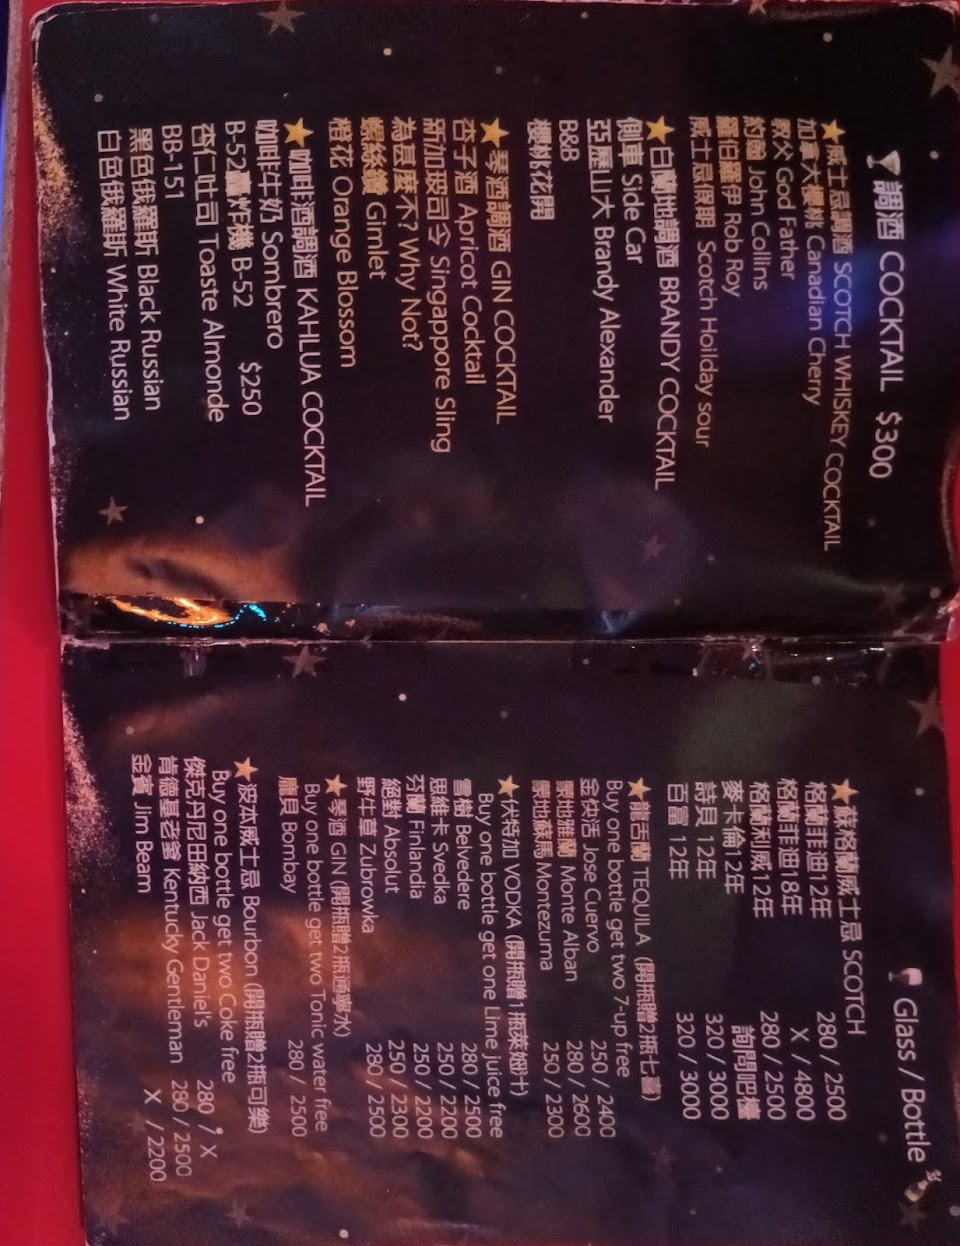 調酒 COCKTAIL $300
威士忌調酒 SCOTCH WHISKEY COCKTAIL
加拿大櫻桃 Canadian Cherry
教父 God Father
約翰 John Collins
羅伯羅伊 Rob Roy
威士忌假期 Scotch Hoilday sour
白蘭地調酒 BRANDY COCKTAIL
側車 Side Car
亞歷山大 Brandy Alexander
B&B
櫻桃花開
琴酒調酒 GIN COCKTAIL
杏子酒 Apricot Cocktail
新加坡司令 Singapore Sling
為甚麼不? Why Not?
螺絲錐 Gimlet
橙花 Orange Blossom
咖啡酒調酒 KAHLUA COCKTAIL
咖啡牛奶 Sombrero
B-52轟炸機 B-52 $250
杏仁吐司 Toaste Almonde
BB-151
黑色俄羅斯 Black Russian
白色俄羅斯 White Russian
Glass / Bottle
蘇格蘭威士忌 SCOTCH
格蘭菲迪12年 280 / 2500
格蘭菲迪18年 X / 4800
格蘭利威12年 280 / 2500
麥卡倫12年 詢問吧檯
詩貝 12年 320 / 3000
百富 12年 320 / 3000
龍舌蘭 TEQUILA (開瓶贈2瓶七喜)
Buy one bottle get two 7-up free
金快活 Jose Cuervo 250 / 2400
蒙地雅蘭 Monte Alban 280 / 2600
蒙地蘇馬 Montezuma 250 / 2300
伏特加 VODKA (開瓶贈1瓶萊姆汁)
Buy one bottle get one Lime juice free
雪樹 Belvedere 280 / 2500
思維卡 Svedka 250 / 2200
芬蘭 Finlandia 250 / 2200
絕對 Absolut 250 / 2300
野牛草 Zubrowka 280 / 2500
琴酒 GIN (開瓶贈2瓶通寧水)
Buy one bottle get two Tonic water free
龐貝 Bombay 280 / 2500
波本威士忌 Bourbon (開瓶贈2瓶可樂)
Buy one bottle get two Coke free
傑克丹尼田納西 Jack Daniel's 280 / X
肯德基老爹 Kentucky Gentleman 280 / 2500
金賓 Jim Beam X / 2200